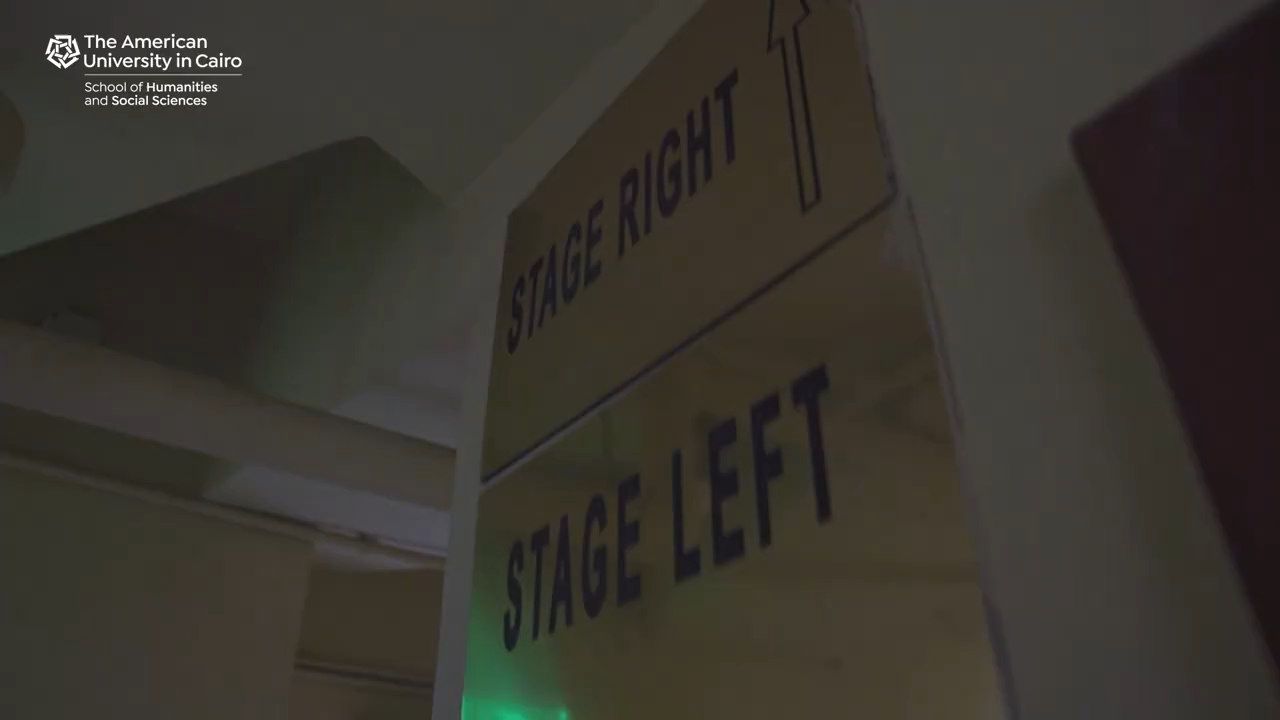 The American
University in Cairo
School of Humanities
and Social Sciences
STAGE RIGHT
STAGE LEFT